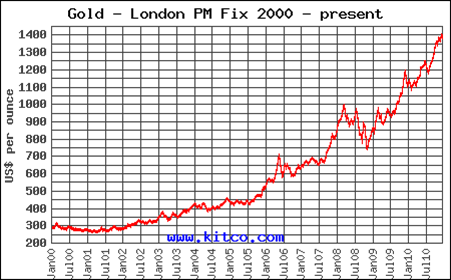 Gold - London PM Fix 2000 - present
US$ per ounce
1400
1300
1200
1100
1000
900
800
700
600
500
400
300
200
www.kitco.com
Jan00
Jul00
Jan01
Jul01
Jan02
Jul02
Jan03
Jul03
Jan04
Jul04
Jan05
Jul05
Jan06
Jul06
Jan07
Jul07
Jan08
Jul08
Jan09
Jul09
Jan10
Jul10